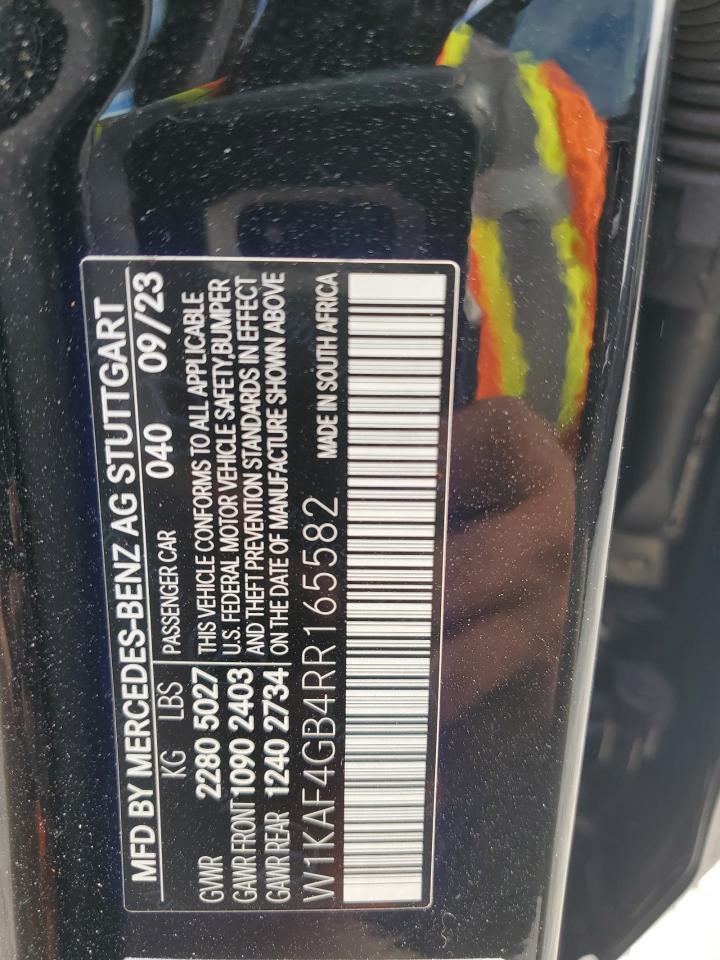 MFD BY MERCEDES-BENZ AG STUTTGART
KG LBS PASSENGER CAR 040 09/23
GVWR 2280 5027 THIS VEHICLE CONFORMS TO ALL APPLICABLE
GAWR FRONT 1090 2403 U.S. FEDERAL MOTOR VEHICLE SAFETY, BUMPER
GAWR REAR 1240 2734 AND THEFT PREVENTION STANDARDS IN EFFECT
ON THE DATE OF MANUFACTURE SHOWN ABOVE
W1KAF4GB4RR165582 MADE IN SOUTH AFRICA